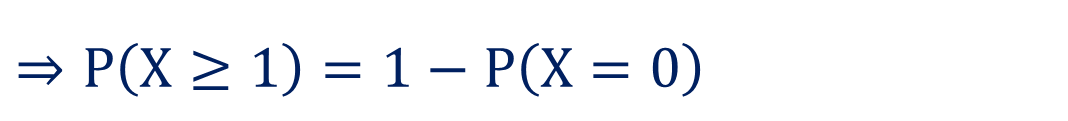 ⇒ P(X ≥ 1) = 1 − P(X = 0)